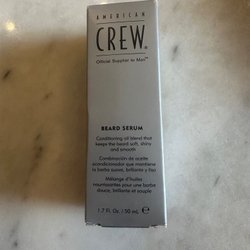 AMERICAN
CREW®
Official Supplier to Men™
BEARD SERUM
Conditioning oil blend that
keeps the beard soft, shiny
and smooth
Combinación de aceite
acondicionador que mantiene
la barba suave, brillante y lisa
Mélange d'huiles
nourrissantes pour une barbe
douce, brillante et souple
1.7 Fl. Oz. / 50 mL ℮